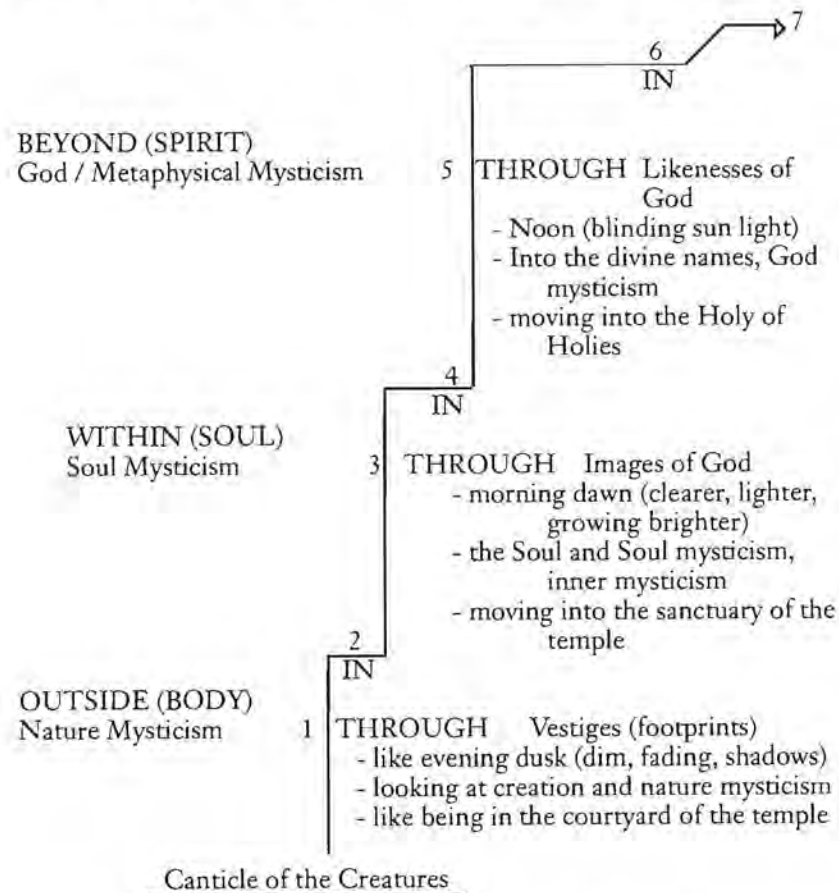 7
6
IN
BEYOND (SPIRIT)
God / Metaphysical Mysticism
5 THROUGH Likenesses of
God
- Noon (blinding sun light)
- Into the divine names, God
mysticism
- moving into the Holy of
Holies
4
IN
WITHIN (SOUL)
Soul Mysticism
3 THROUGH Images of God
- morning dawn (clearer, lighter,
growing brighter)
- the Soul and Soul mysticism,
inner mysticism
- moving into the sanctuary of the
temple
2
IN
OUTSIDE (BODY)
Nature Mysticism
1 THROUGH Vestiges (footprints)
- like evening dusk (dim, fading, shadows)
- looking at creation and nature mysticism
- like being in the courtyard of the temple
Canticle of the Creatures